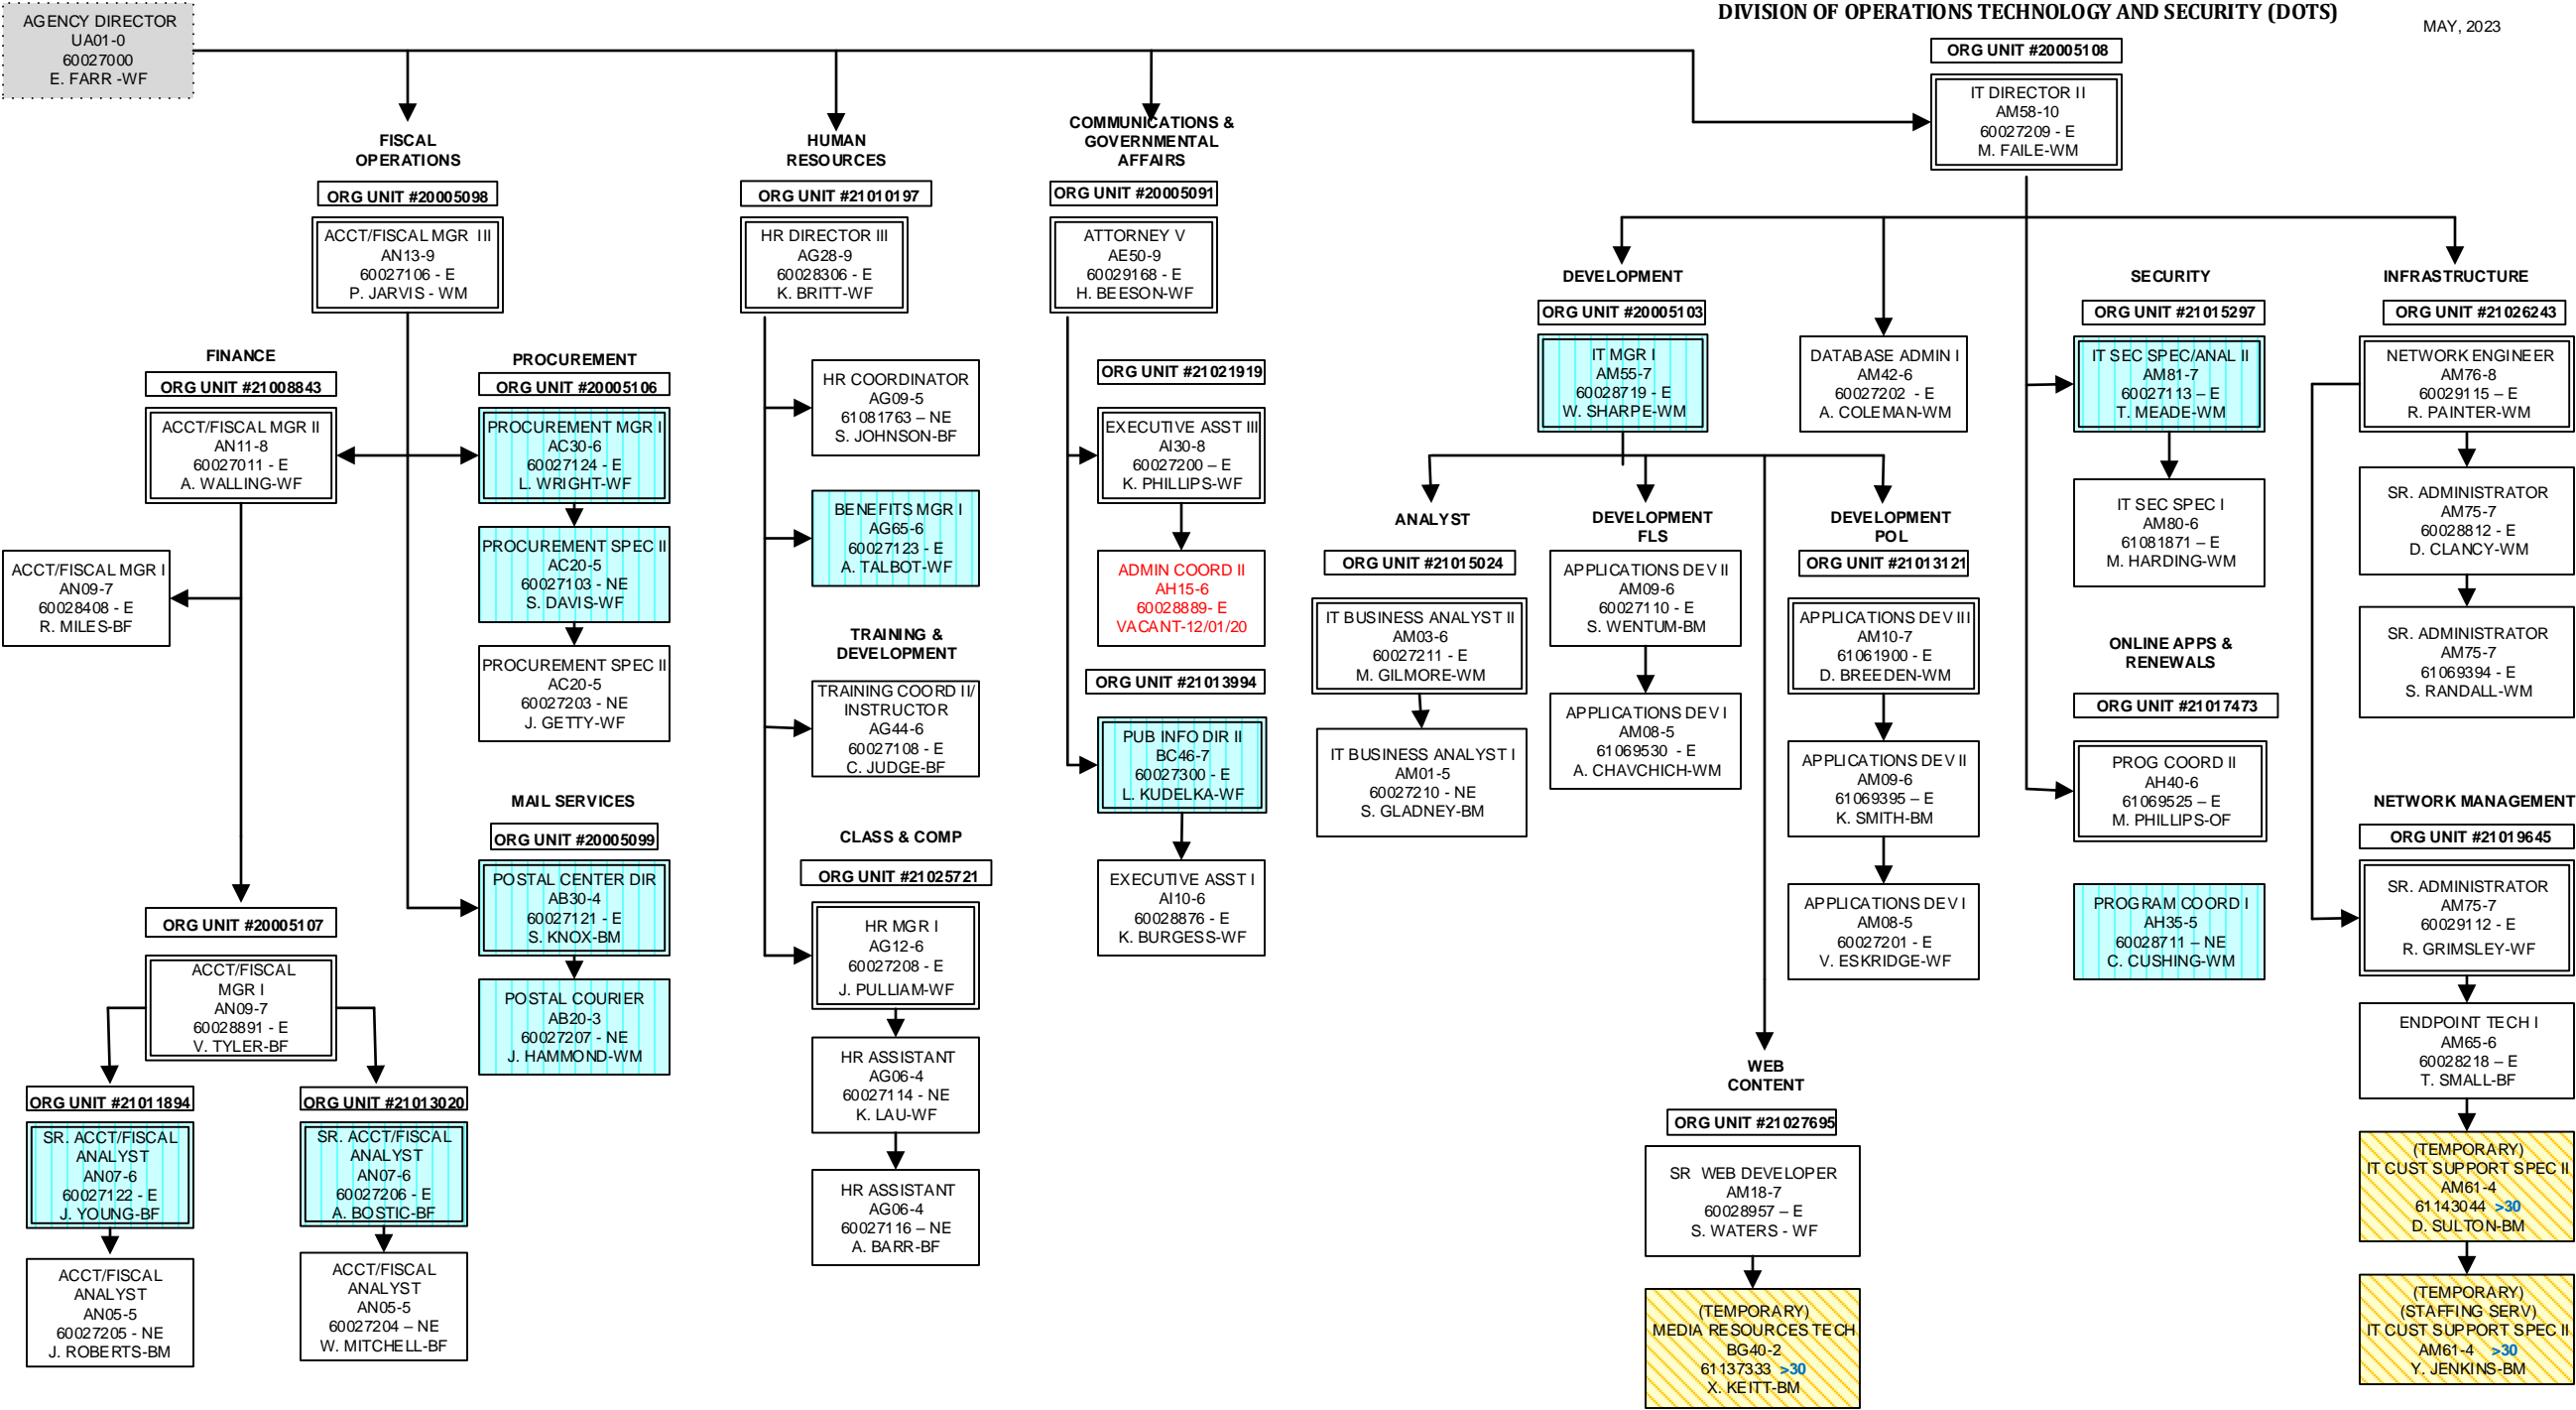 DIVISION OF OPERATIONS TECHNOLOGY AND SECURITY (DOTS)
MAY, 2023
AGENCY DIRECTOR
UA01-0
60027000
E. FARR -WF
FISCAL
OPERATIONS
ORG UNIT #20005098
ACCT/FISCAL MGR III
AN13-9
60027106 - E
P. JARVIS - WM
FINANCE
ORG UNIT #21008843
ACCT/FISCAL MGR II
AN11-8
60027011 - E
A. WALLING-WF
ACCT/FISCAL MGR I
AN09-7
60028408 - E
R. MILES-BF
ORG UNIT #20005107
ACCT/FISCAL
MGR I
AN09-7
60028891 - E
V. TYLER-BF
ORG UNIT #21011894
SR. ACCT/FISCAL
ANALYST
AN07-6
60027122 - E
J. YOUNG-BF
ACCT/FISCAL
ANALYST
AN05-5
60027205 - NE
J. ROBERTS-BM
ORG UNIT #21013020
SR. ACCT/FISCAL
ANALYST
AN07-6
60027206 - E
A. BOSTIC-BF
ACCT/FISCAL
ANALYST
AN05-5
60027204 – NE
W. MITCHELL-BF
PROCUREMENT
ORG UNIT #20005106
PROCUREMENT MGR I
AC30-6
60027124 - E
L. WRIGHT-WF
PROCUREMENT SPEC II
AC20-5
60027103 - NE
S. DAVIS-WF
PROCUREMENT SPEC II
AC20-5
60027203 - NE
J. GETTY-WF
MAIL SERVICES
ORG UNIT #20005099
POSTAL CENTER DIR
AB30-4
60027121 - E
S. KNOX-BM
POSTAL COURIER
AB20-3
60027207 - NE
J. HAMMOND-WM
HUMAN
RESOURCES
ORG UNIT #21010197
HR DIRECTOR III
AG28-9
60028306 - E
K. BRITT-WF
HR COORDINATOR
AG09-5
61081763 – NE
S. JOHNSON-BF
BENEFITS MGR I
AG65-6
60027123 - E
A. TALBOT-WF
TRAINING &
DEVELOPMENT
TRAINING COORD II/
INSTRUCTOR
AG44-6
60027108 - E
C. JUDGE-BF
CLASS & COMP
ORG UNIT #21025721
HR MGR I
AG12-6
60027208 - E
J. PULLIAM-WF
HR ASSISTANT
AG06-4
60027114 - NE
K. LAU-WF
HR ASSISTANT
AG06-4
60027116 – NE
A. BARR-BF
COMMUNICATIONS &
GOVERNMENTAL
AFFAIRS
ORG UNIT #20005091
ATTORNEY V
AE50-9
60029168 - E
H. BEESON-WF
ORG UNIT #21021919
EXECUTIVE ASST III
AI30-8
60027200 – E
K. PHILLIPS-WF
ADMIN COORD II
AH15-6
60028889- E
VACANT-12/01/20
ORG UNIT #21013994
PUB INFO DIR II
BC46-7
60027300 - E
L. KUDELKA-WF
EXECUTIVE ASST I
AI10-6
60028876 - E
K. BURGESS-WF
ORG UNIT #20005108
IT DIRECTOR II
AM58-10
60027209 - E
M. FAILE-WM
DEVELOPMENT
ORG UNIT #20005103
IT MGR I
AM55-7
60028719 - E
W. SHARPE-WM
ANALYST
ORG UNIT #21015024
IT BUSINESS ANALYST II
AM03-6
60027211 - E
M. GILMORE-WM
IT BUSINESS ANALYST I
AM01-5
60027210 - NE
S. GLADNEY-BM
DEVELOPMENT
FLS
APPLICATIONS DEV II
AM09-6
60027110 - E
S. WENTUM-BM
APPLICATIONS DEV I
AM08-5
61069530 - E
A. CHAVCHICH-WM
DEVELOPMENT
POL
ORG UNIT #21013121
APPLICATIONS DEV III
AM10-7
61061900 - E
D. BREEDEN-WM
APPLICATIONS DEV II
AM09-6
61069395 – E
K. SMITH-BM
APPLICATIONS DEV I
AM08-5
60027201 - E
V. ESKRIDGE-WF
WEB
CONTENT
ORG UNIT #21027695
SR WEB DEVELOPER
AM18-7
60028957 – E
S. WATERS - WF
(TEMPORARY)
MEDIA RESOURCES TECH
BG40-2
61137333 >30
X. KEITT-BM
DATABASE ADMIN I
AM42-6
60027202 - E
A. COLEMAN-WM
SECURITY
ORG UNIT #21015297
IT SEC SPEC/ANAL II
AM81-7
60027113 – E
T. MEADE-WM
IT SEC SPEC I
AM80-6
61081871 – E
M. HARDING-WM
ONLINE APPS &
RENEWALS
ORG UNIT #21017473
PROG COORD II
AH40-6
61069525 – E
M. PHILLIPS-OF
PROGRAM COORD I
AH35-5
60028711 – NE
C. CUSHING-WM
INFRASTRUCTURE
ORG UNIT #21026243
NETWORK ENGINEER
AM76-8
60029115 – E
R. PAINTER-WM
SR. ADMINISTRATOR
AM75-7
60028812 - E
D. CLANCY-WM
SR. ADMINISTRATOR
AM75-7
61069394 – E
S. RANDALL-WM
NETWORK MANAGEMENT
ORG UNIT #21019645
SR. ADMINISTRATOR
AM75-7
60029112 - E
R. GRIMSLEY-WF
ENDPOINT TECH I
AM65-6
60028218 – E
T. SMALL-BF
(TEMPORARY)
IT CUST SUPPORT SPEC II
AM61-4
61143044 >30
D. SULTON-BM
(TEMPORARY)
(STAFFING SERV)
IT CUST SUPPORT SPEC II
AM61-4 >30
Y. JENKINS-BM